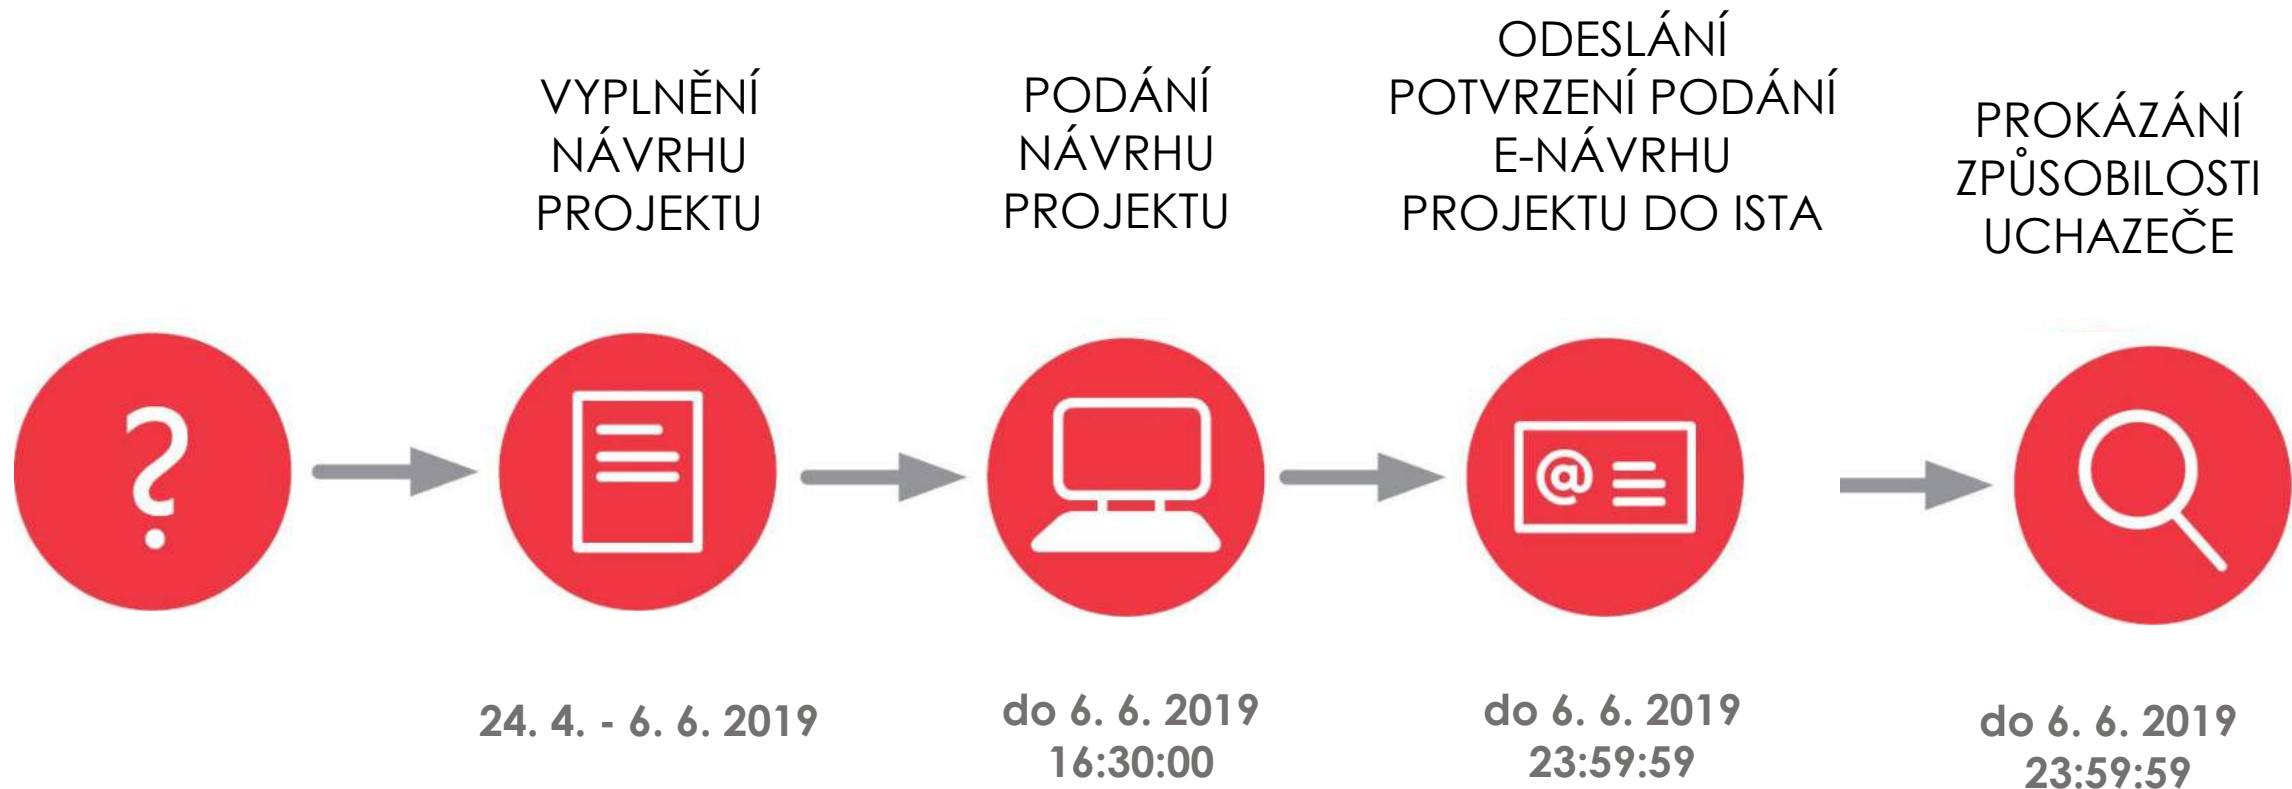 VYPLNĚNÍ
NÁVRHU
PROJEKTU
PODÁNÍ
NÁVRHU
PROJEKTU
ODESLÁNÍ
POTVRZENÍ PODÁNÍ
E-NÁVRHU
PROJEKTU DO ISTA
PROKÁZÁNÍ
ZPŮSOBILOSTI
UCHAZEČE
?
@
24. 4. - 6. 6. 2019
do 6. 6. 2019
16:30:00
do 6. 6. 2019
23:59:59
do 6. 6. 2019
23:59:59